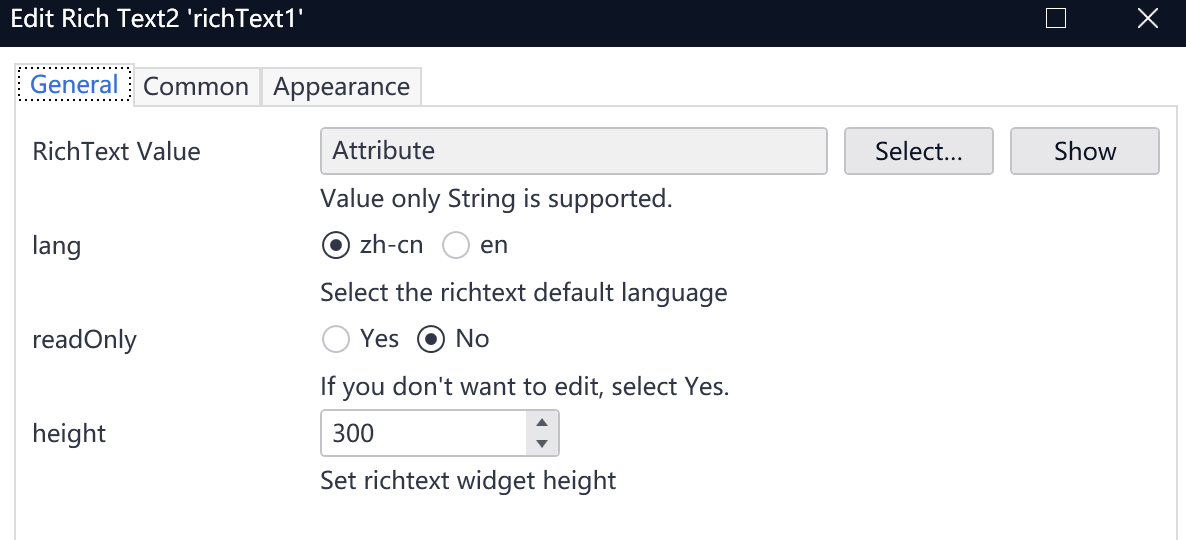 Edit Rich Text2 'richText1'
General Common Appearance
RichText Value Attribute Select... Show
Value only String is supported.
lang zh-cn en
Select the richtext default language
readOnly Yes No
If you don't want to edit, select Yes.
height 300
Set richtext widget height